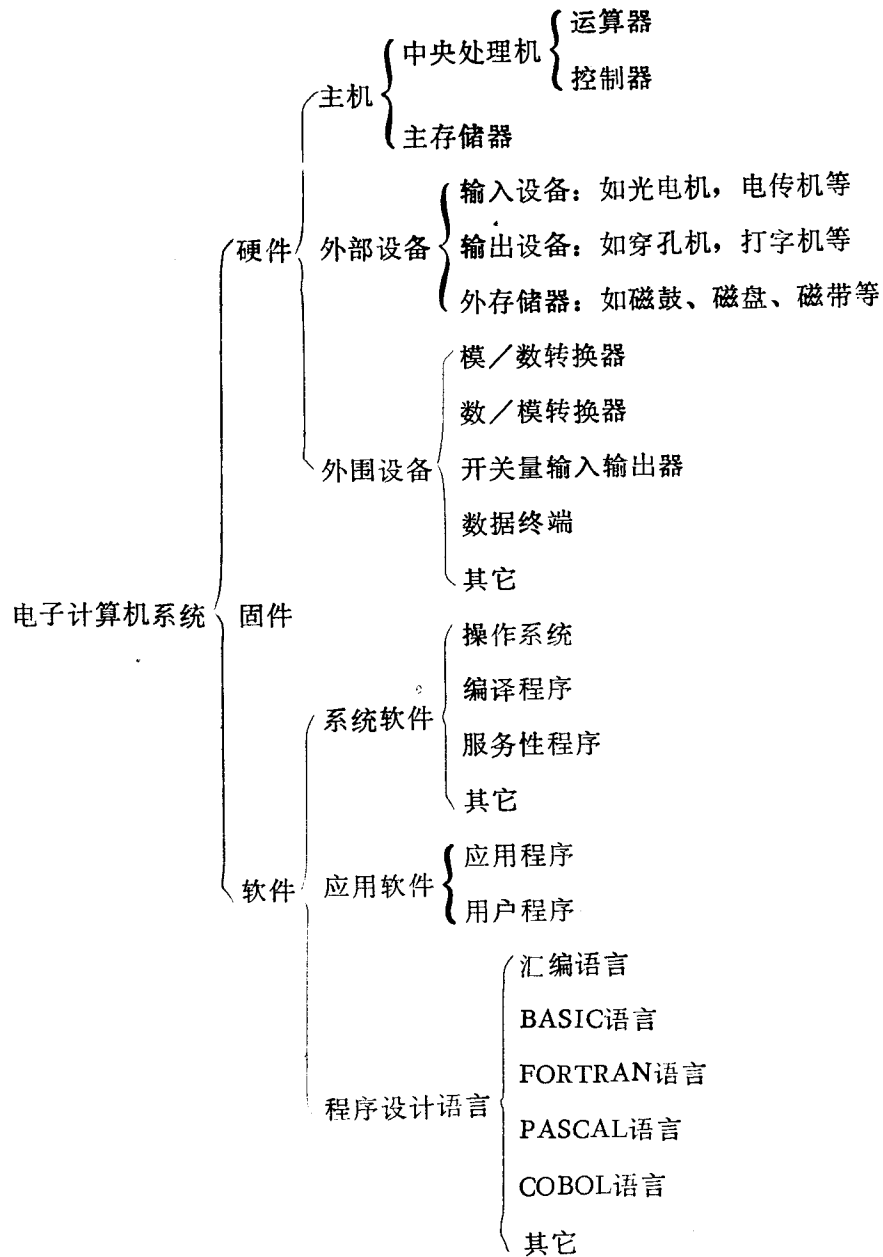 运算器
中央处理机
控制器
主机
主存储器
输入设备：如光电机，电传机等
硬件
外部设备
输出设备：如穿孔机，打字机等
外存储器：如磁鼓、磁盘、磁带等
模／数转换器
数／模转换器
外围设备
开关量输入输出器
数据终端
其它
电子计算机系统
固件
操作系统
编译程序
系统软件
服务性程序
其它
应用程序
软件
应用软件
用户程序
汇编语言
BASIC语言
FORTRAN语言
程序设计语言
PASCAL语言
COBOL语言
其它